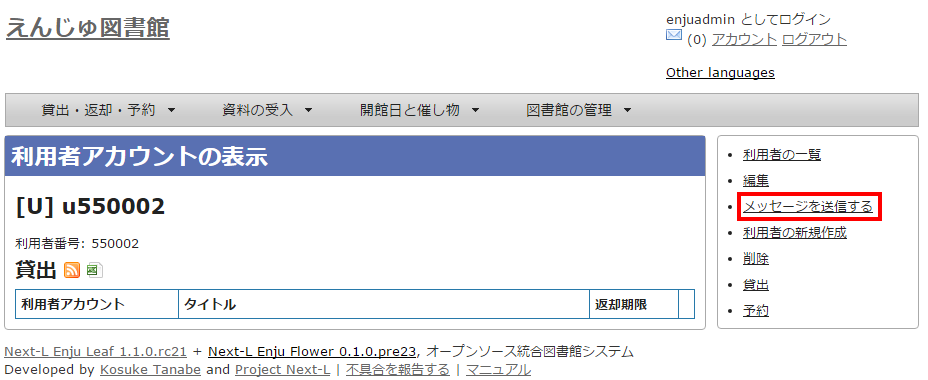 えんじゅ図書館
enjuadmin としてログイン
(0) アカウント ログアウト
Other languages
貸出・返却・予約 資料の受入 開館日と催し物 図書館の管理
利用者アカウントの表示
[U] u550002
利用者番号: 550002
貸出
利用者アカウント タイトル 返却期限
利用者の一覧
編集
メッセージを送信する
利用者の新規作成
削除
貸出
予約
Next-L Enju Leaf 1.1.0.rc21 + Next-L Enju Flower 0.1.0.pre23, オープンソース統合図書館システム
Developed by Kosuke Tanabe and Project Next-L | 不具合を報告する | マニュアル